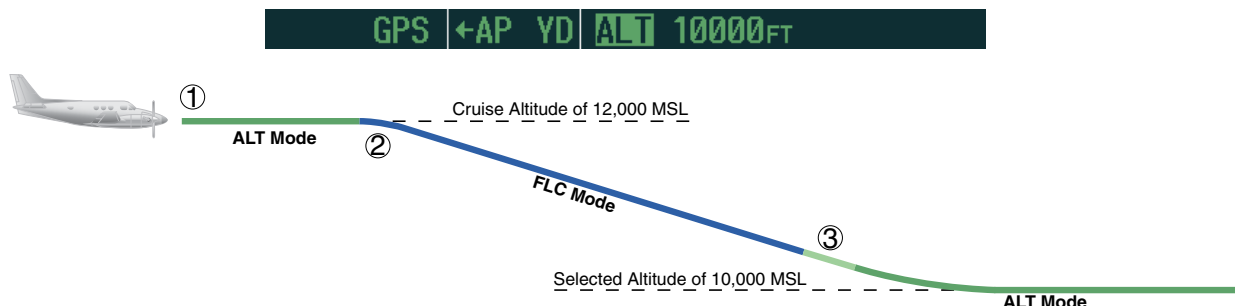 GPS ←AP YD ALT 10000FT
①
Cruise Altitude of 12,000 MSL
ALT Mode
②
FLC Mode
③
Selected Altitude of 10,000 MSL
ALT Mode